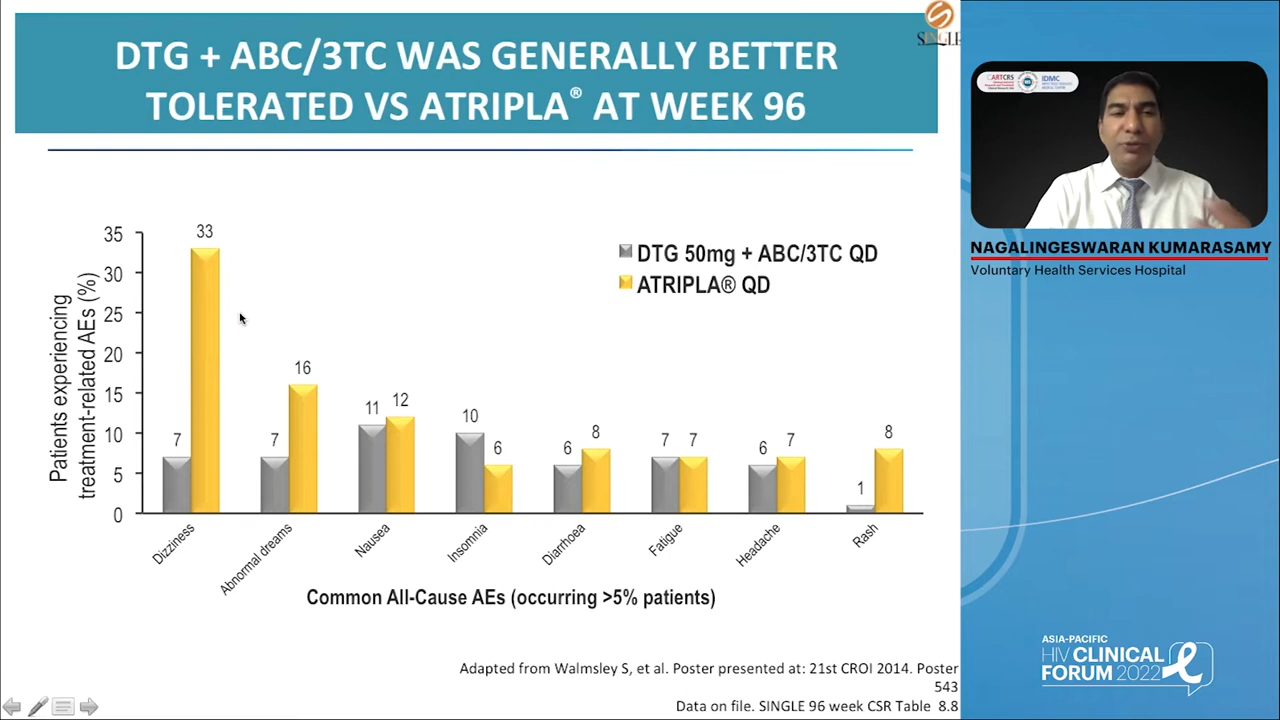 SINGLE
DTG + ABC/3TC WAS GENERALLY BETTER
TOLERATED VS ATRIPLA® AT WEEK 96
Patients experiencing
treatment-related AEs (%)
35
30
25
20
15
10
5
0
DTG 50mg + ABC/3TC QD
ATRIPLA® QD
7
33
7
16
11
12
10
6
6
8
7
7
6
7
1
8
Dizziness
Abnormal dreams
Nausea
Insomnia
Diarrhoea
Fatigue
Headache
Rash
Common All-Cause AEs (occurring >5% patients)
Adapted from Walmsley S, et al. Poster presented at: 21st CROI 2014. Poster
543
Data on file. SINGLE 96 week CSR Table 8.8
CARTCRS
IDMC
NAGALINGESWARAN KUMARASAMY
Voluntary Health Services Hospital
ASIA-PACIFIC
HIV CLINICAL
FORUM 2022